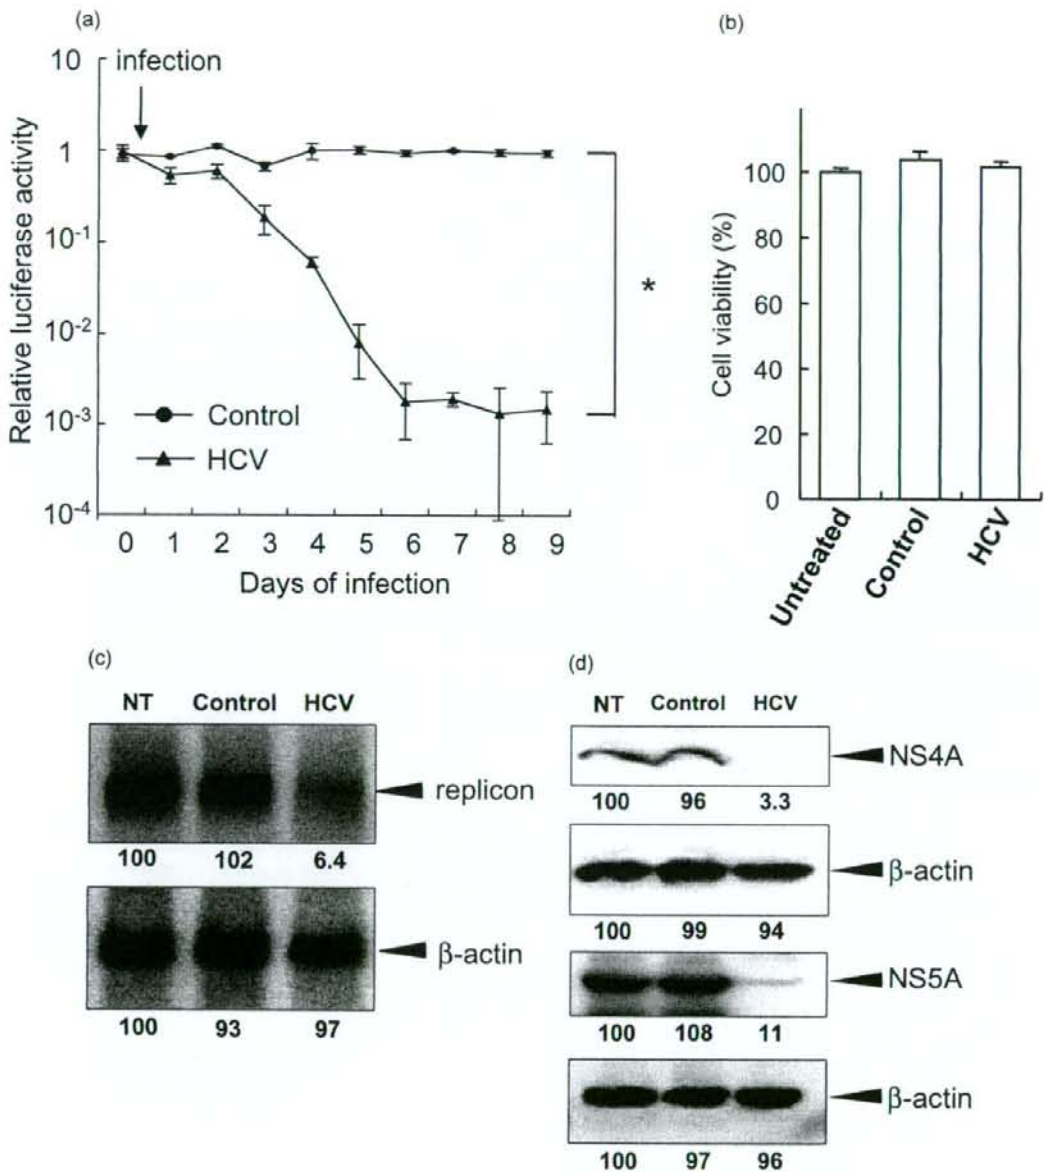 (a)
10
infection
1
10-1
10-2
10-3
10-4
Relative luciferase activity
Control
HCV
*
0 1 2 3 4 5 6 7 8 9
Days of infection
(b)
100
80
60
40
20
0
Cell viability (%)
Untreated
Control
HCV
(c)
NT Control HCV
replicon
100 102 6.4
β-actin
100 93 97
(d)
NT Control HCV
NS4A
100 96 3.3
β-actin
100 99 94
NS5A
100 108 11
β-actin
100 97 96